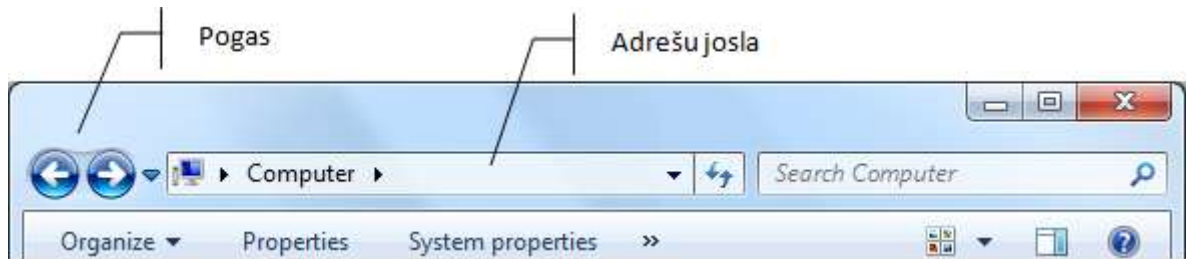 Pogas
Adrešu josla
Computer
Search Computer
Organize
Properties
System properties
»